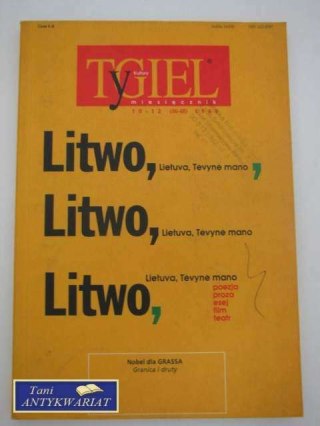 kultury
TyGIEL
miesięcznik
Litwo, Lietuva, Tevyne mano ,
Litwo, Lietuva, Tevyne mano
Lietuva, Tevyne mano
Litwo,
poezja
proza
esej
film
teatr
Nobel dla GRASSA
Granica i druty
Tani
ANTYKWARIAT